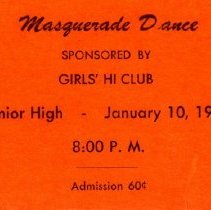 Masquerade Dance
SPONSORED BY
GIRLS' HI CLUB
nior High - January 10, 19
8:00 P. M.
Admission 60¢